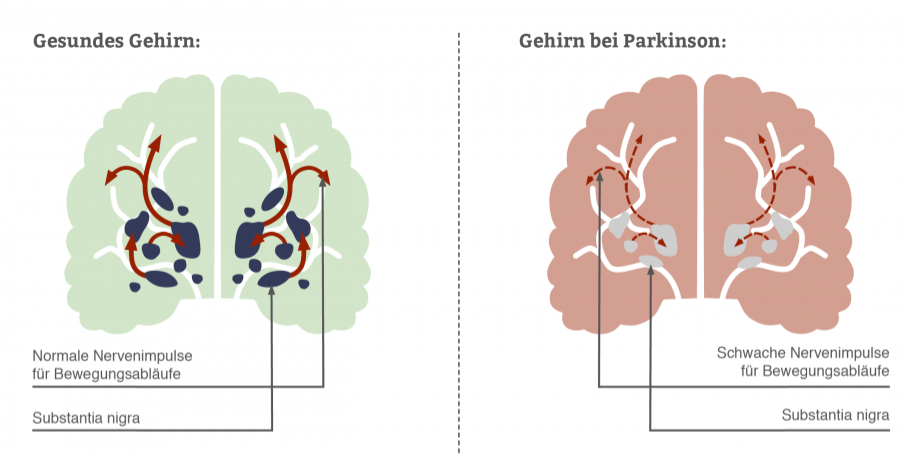 Gesundes Gehirn:
Normale Nervenimpulse
für Bewegungsabläufe
Substantia nigra
Gehirn bei Parkinson:
Schwache Nervenimpulse
für Bewegungsabläufe
Substantia nigra